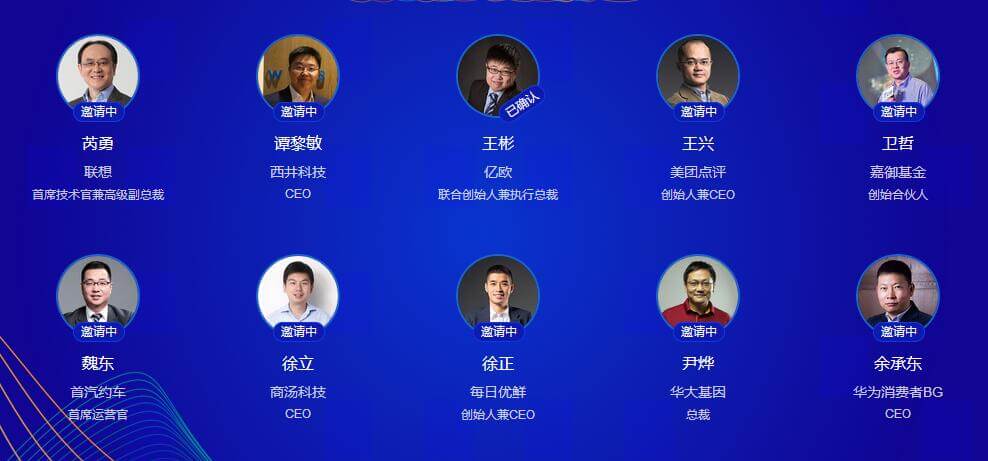 邀请中
邀请中
已确认
邀请中
邀请中
芮勇
谭黎敏
王彬
王兴
卫哲
联想
西井科技
亿欧
美团点评
嘉御基金
首席技术官兼高级副总裁
CEO
联合创始人兼执行总裁
创始人兼CEO
创始合伙人
邀请中
邀请中
邀请中
邀请中
邀请中
魏东
徐立
徐正
尹烨
余承东
首汽约车
商汤科技
每日优鲜
华大基因
华为消费者BG
首席运营官
CEO
创始人兼CEO
总裁
CEO